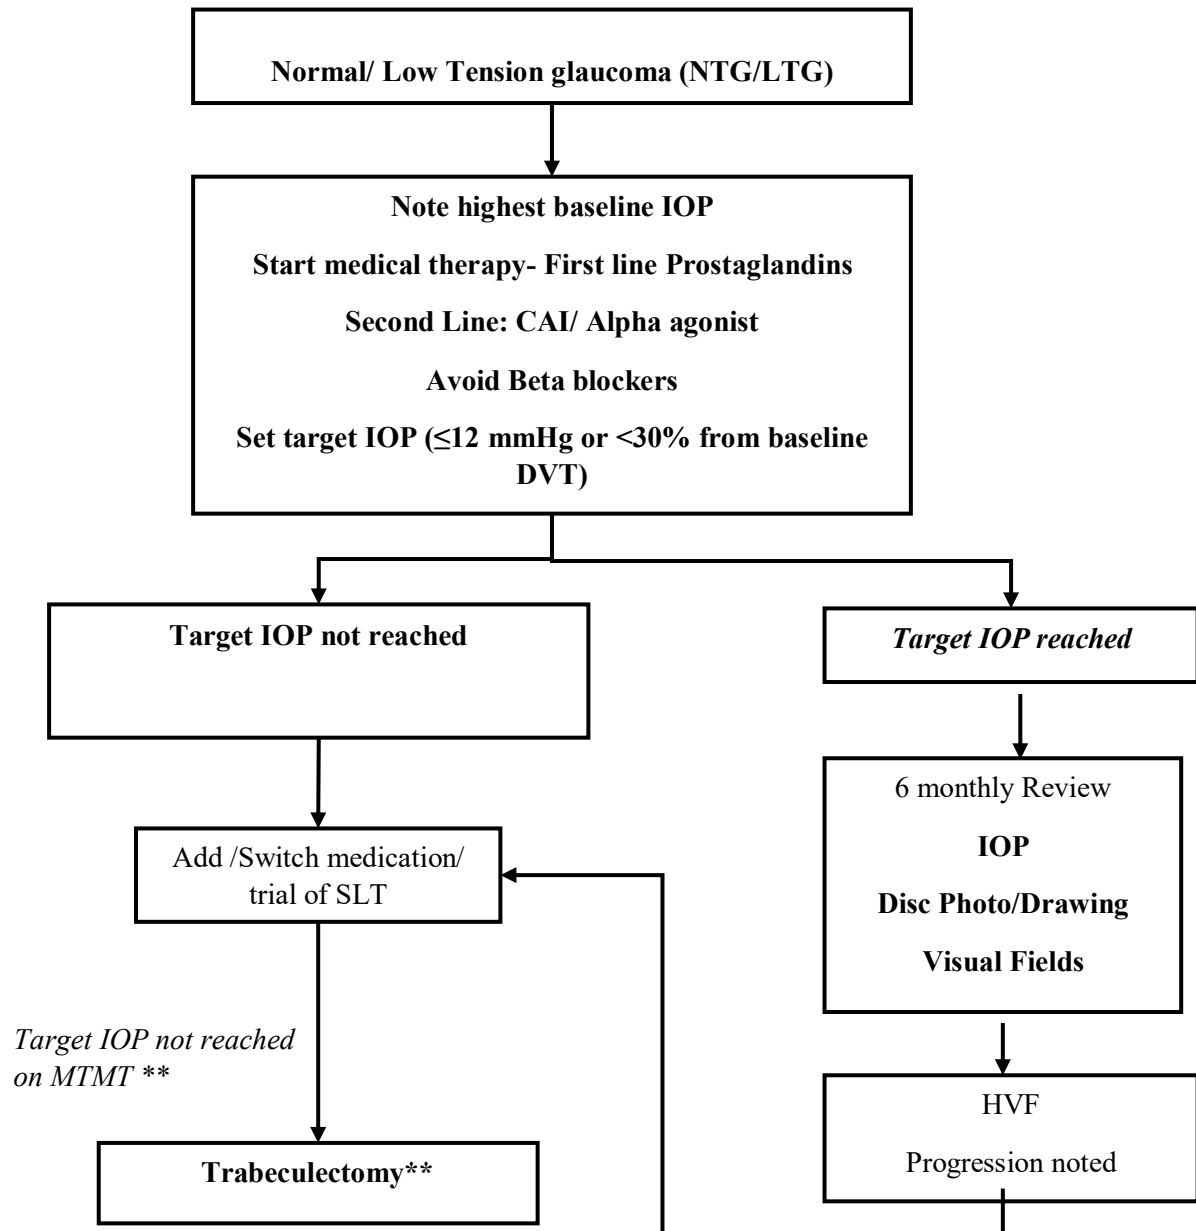 Normal/ Low Tension glaucoma (NTG/LTG)
Note highest baseline IOP
Start medical therapy- First line Prostaglandins
Second Line: CAI/ Alpha agonist
Avoid Beta blockers
Set target IOP (≤12 mmHg or <30% from baseline
DVT)
Target IOP not reached
Target IOP reached
Add /Switch medication/
trial of SLT
6 monthly Review
IOP
Disc Photo/Drawing
Visual Fields
Target IOP not reached
on MTMT **
Trabeculectomy**
HVF
Progression noted